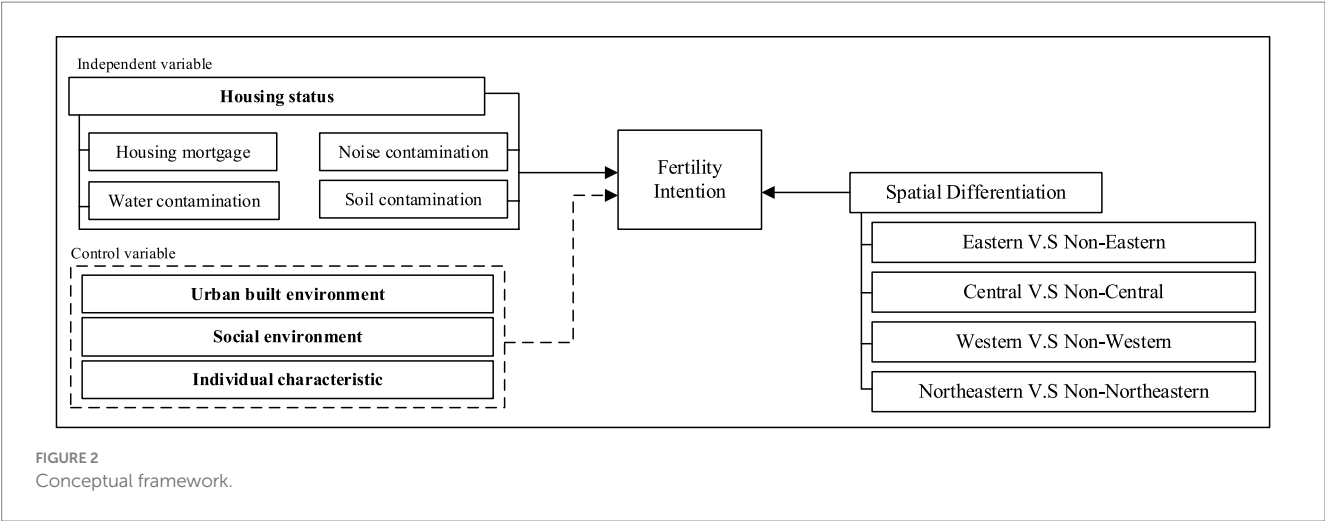 Independent variable
Housing status
Housing mortgage
Noise contamination
Water contamination
Soil contamination
Control variable
Urban built environment
Social environment
Individual characteristic
Fertility
Intention
Spatial Differentiation
Eastern V.S Non-Eastern
Central V.S Non-Central
Western V.S Non-Western
Northeastern V.S Non-Northeastern
FIGURE 2
Conceptual framework.